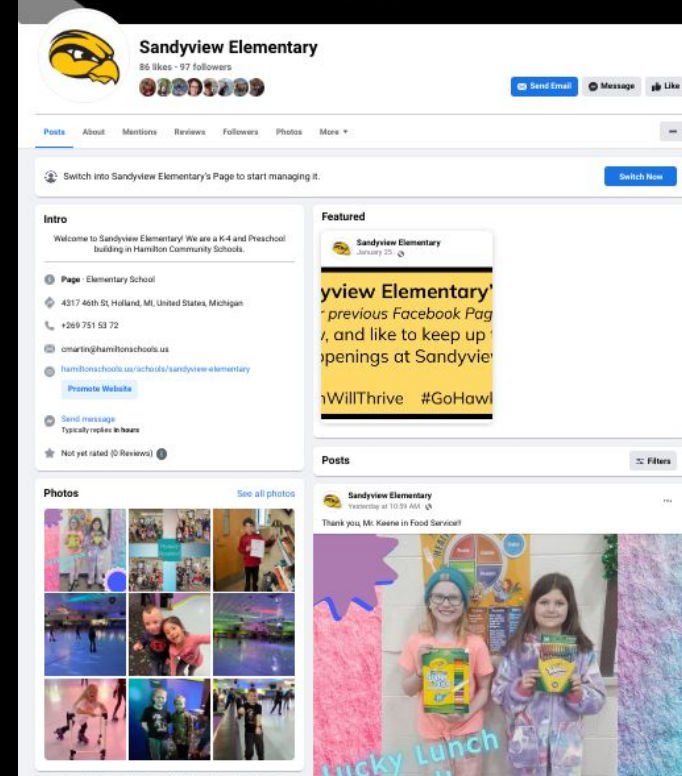 Sandyview Elementary
86 likes • 97 followers
Send Email
Message
Like
Posts
About
Mentions
Reviews
Followers
Photos
More
Switch into Sandyview Elementary's Page to start managing it.
Switch Now
Intro
Welcome to Sandyview Elementary! We are a K-4 and Preschool
building in Hamilton Community Schools.
Page · Elementary School
4317 46th St, Holland, MI, United States, Michigan
+269 751 53 72
cmartin@hamiltonschools.us
hamiltonschools.us/schools/sandyview-elementary
Promote Website
Send message
Typically replies in hours
Not yet rated (0 Reviews)
Photos
See all photos
Featured
Sandyview Elementary
January 25 ·
yview Elementary'
r previous Facebook Pag
, and like to keep up
penings at Sandyvie
WillThrive #GoHawk
Posts
Filters
Sandyview Elementary
Yesterday at 10:59 AM ·
Thank you, Mr. Keene in Food Service!!
Crayola
Crayola
Lucky Lunch